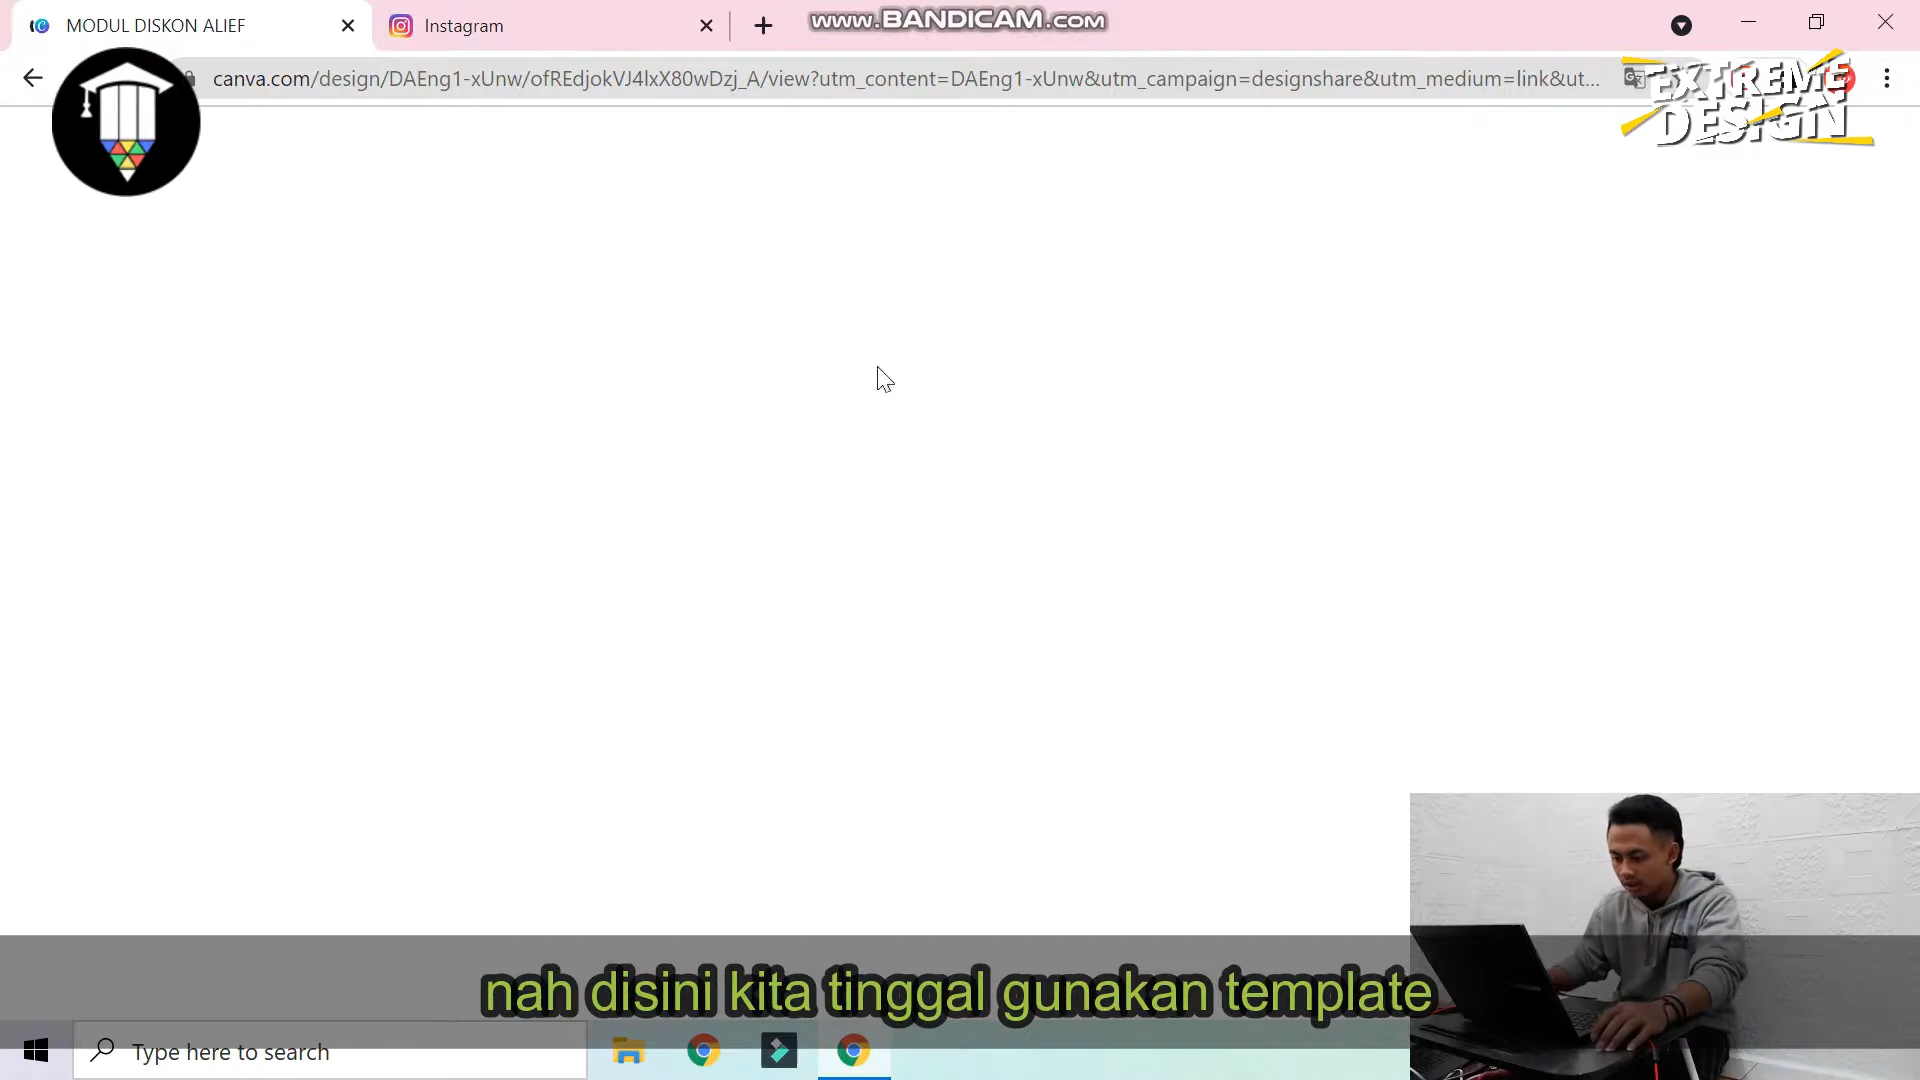 MODUL DISKON ALIEF
Instagram
www.BANDICAM.com
canva.com/design/DAEng1-xUnw/ofREdjokVJ4lxX80wDzj_A/view?utm_content=DAEng1-xUnw&utm_campaign=designshare&utm_medium=link&ut...
EXTREME
DESIGN
nah disini kita tinggal gunakan template
Type here to search